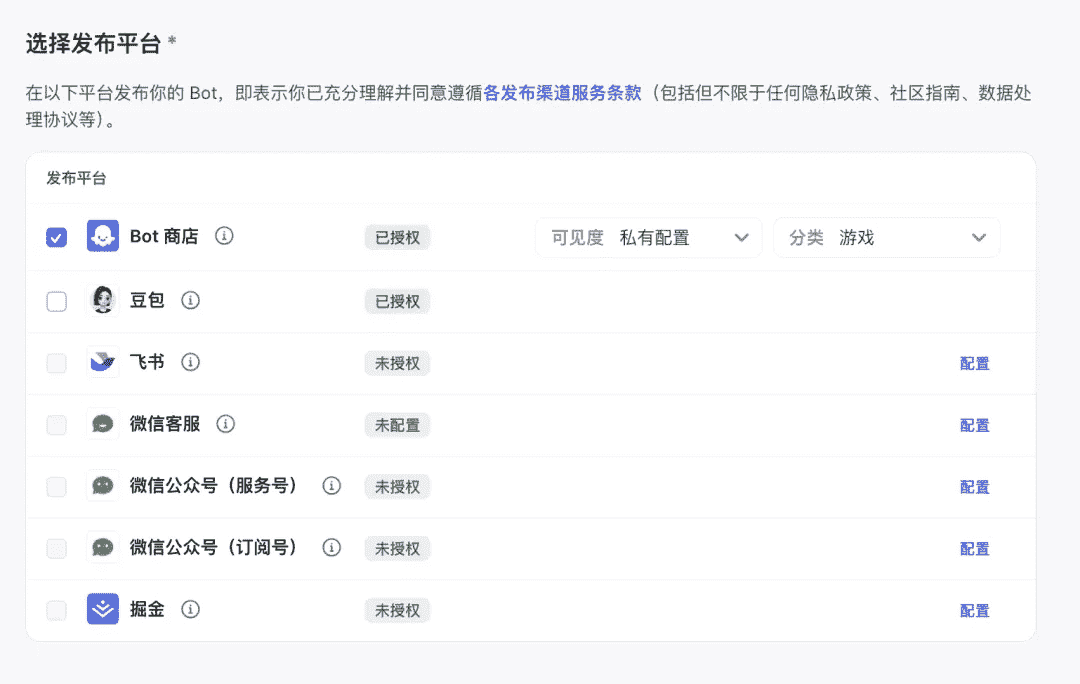 选择发布平台 *
在以下平台发布你的 Bot，即表示你已充分理解并同意遵循各发布渠道服务条款（包括但不限于任何隐私政策、社区指南、数据处
理协议等）。
发布平台
Bot 商店 已授权 可见度 私有配置 分类 游戏
豆包 已授权
飞书 未授权 配置
微信客服 未配置 配置
微信公众号（服务号） 未授权 配置
微信公众号（订阅号） 未授权 配置
掘金 未授权 配置